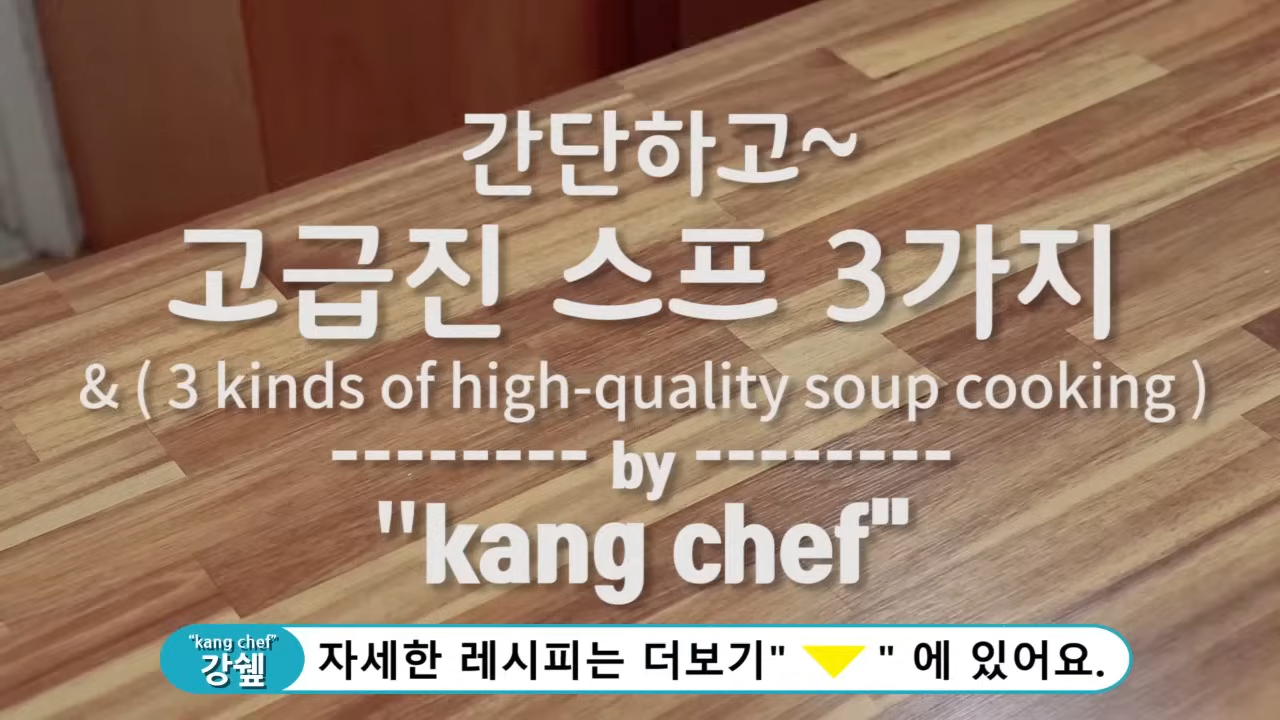 간단하고~
고급진 스프 3가지
& ( 3 kinds of high-quality soup cooking )
-------- by --------
"kang chef"
“kang chef”
강쉪
자세한 레시피는 더보기" ▼ " 에 있어요.